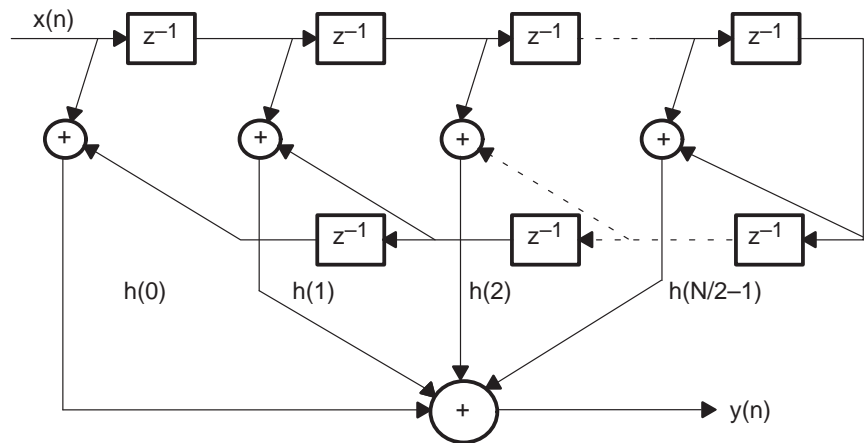 x(n)
z–1 z–1 z–1 z–1
+ + + +
z–1 z–1 z–1
h(0) h(1) h(2) h(N/2–1)
+ y(n)